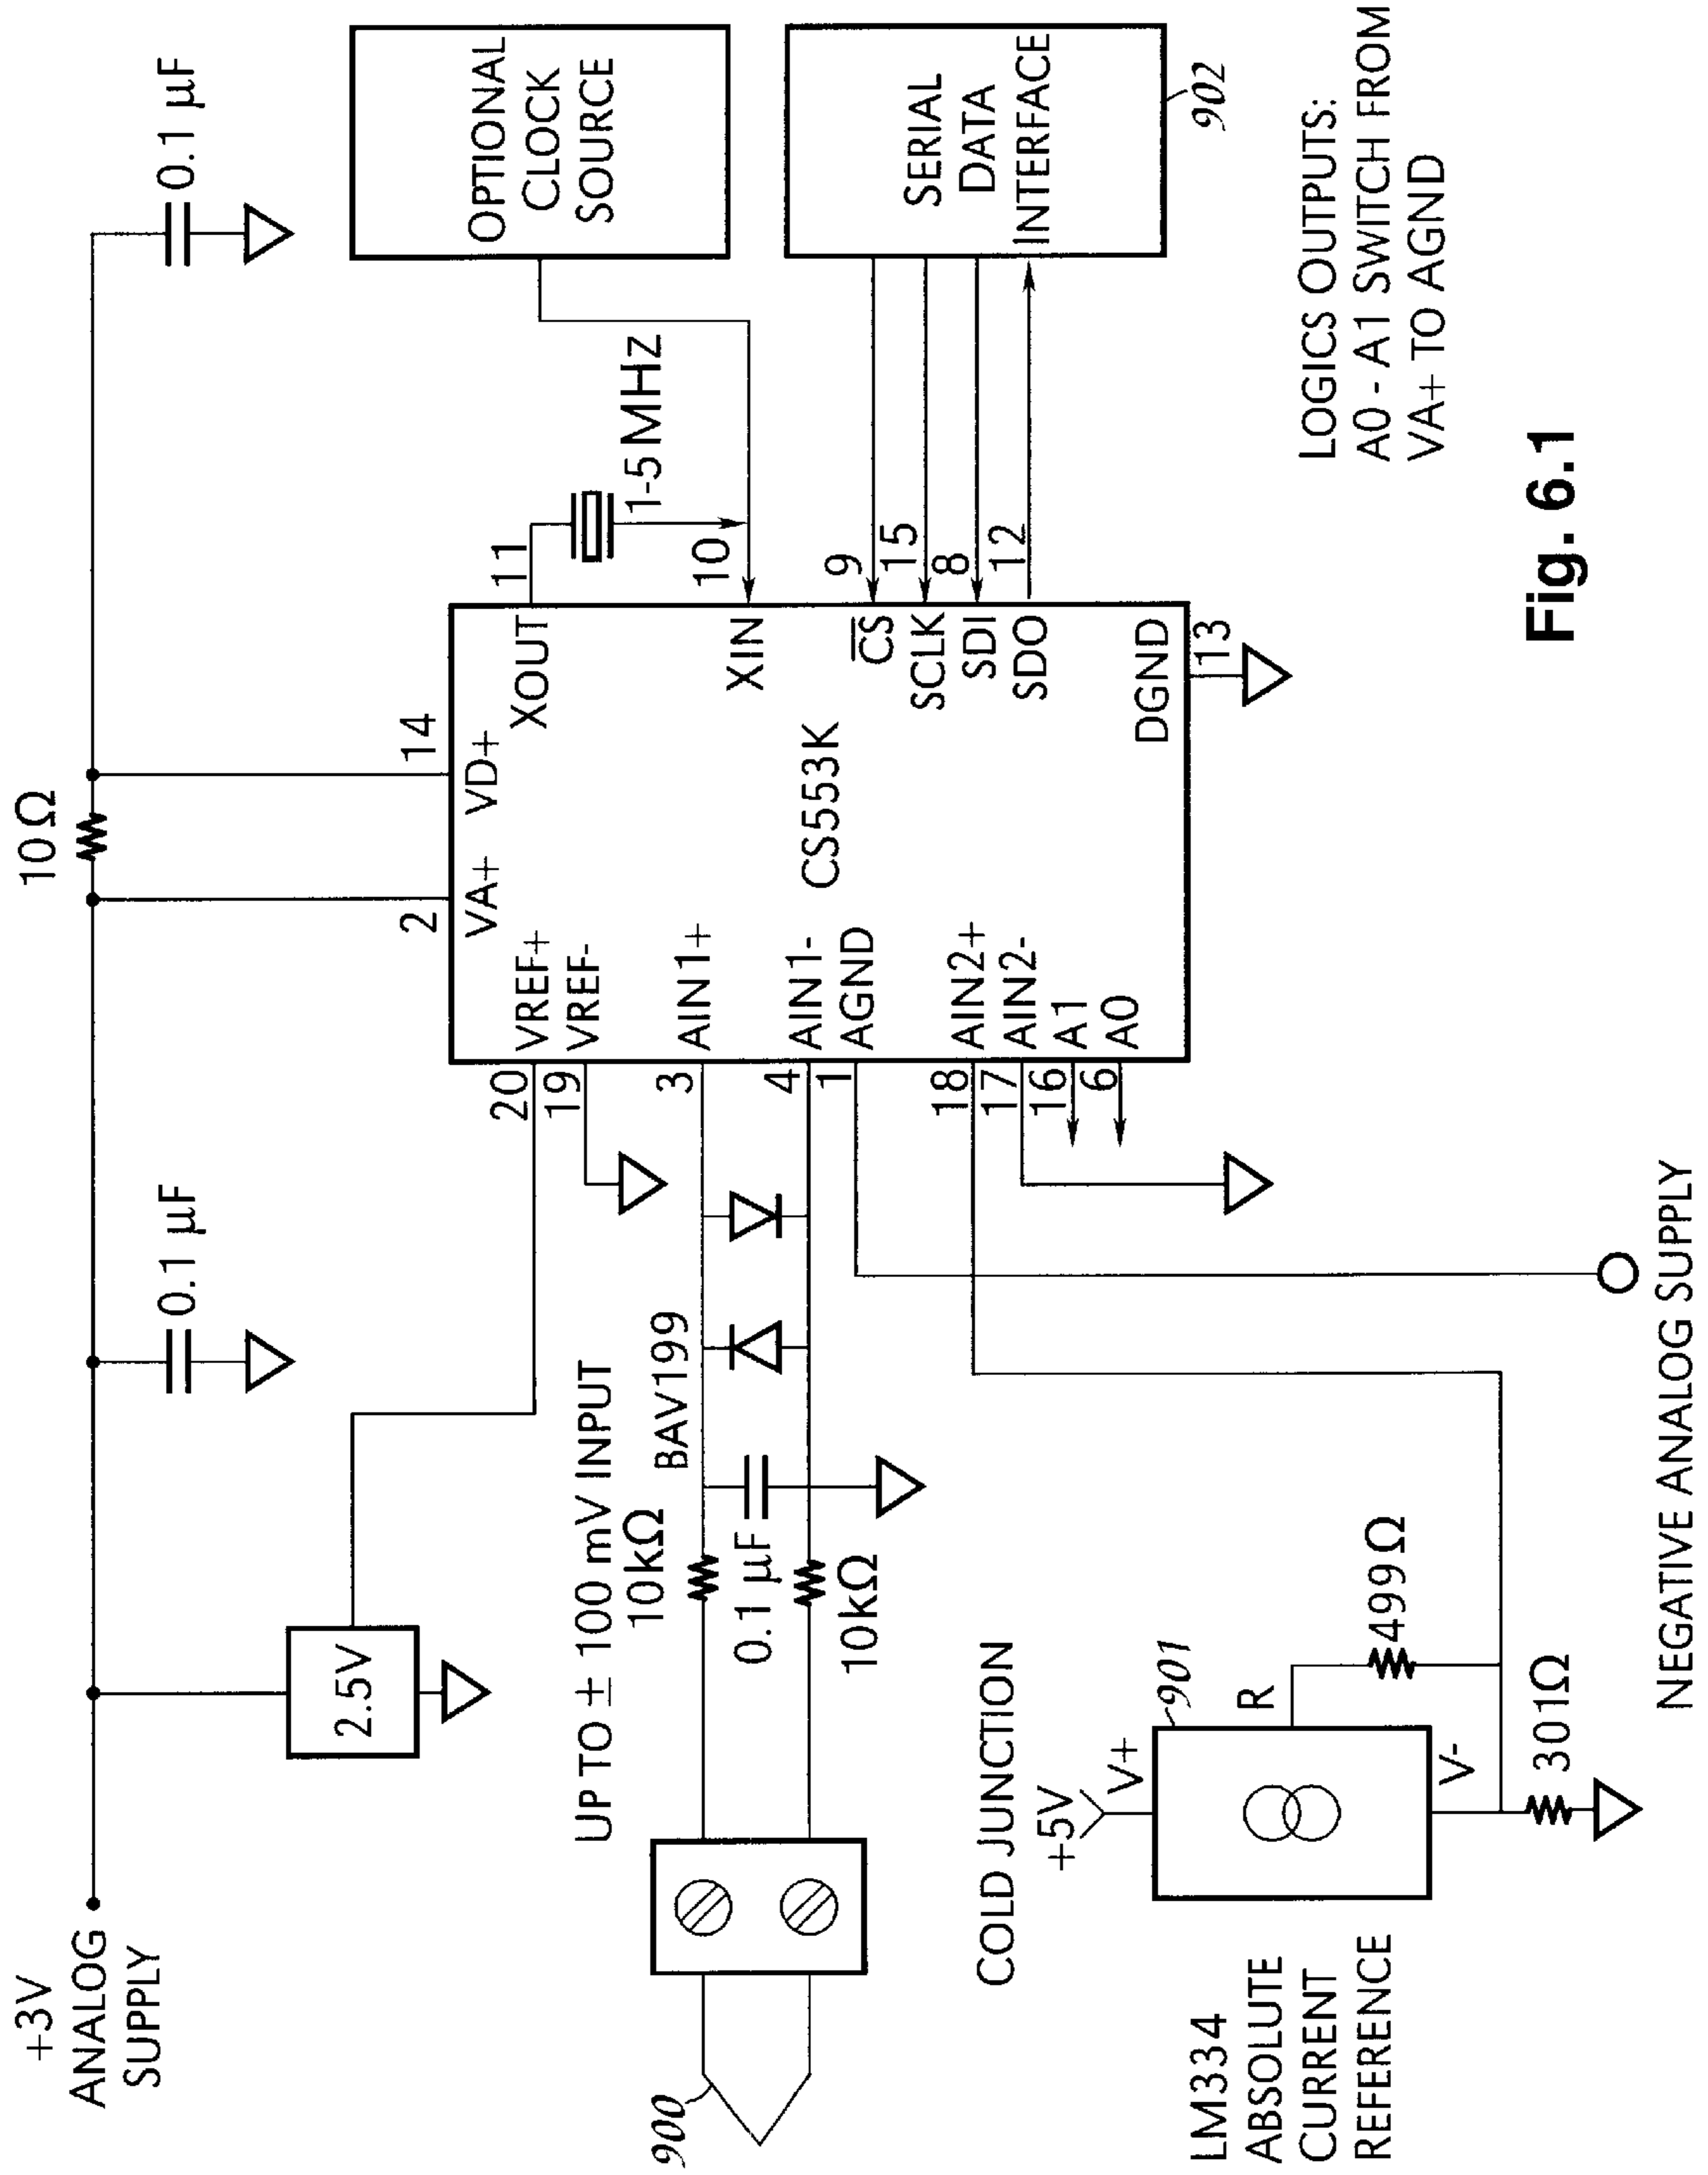 +3V
ANALOG
SUPPLY
0.1 µF
10Ω
0.1 µF
2.5V
2
14
VA+
VD+
20
VREF+
19
VREF-
3
AIN1+
4
AIN1-
1
AGND
18
AIN2+
17
AIN2-
16
A1
6
A0
CS553K
XOUT
11
XIN
10
1-5 MHz
CS
9
SCLK
15
SDI
8
SDO
12
DGND
13
OPTIONAL
CLOCK
SOURCE
SERIAL
DATA
INTERFACE
902
UP TO ± 100 mV INPUT
10kΩ
BAV199
0.1 µF
10kΩ
900
COLD JUNCTION
+5V
V+
901
R
499Ω
V-
301Ω
LM334
ABSOLUTE
CURRENT
REFERENCE
NEGATIVE ANALOG SUPPLY
LOGICS OUTPUTS:
A0 - A1 SWITCH FROM
VA+ TO AGND
Fig. 6.1